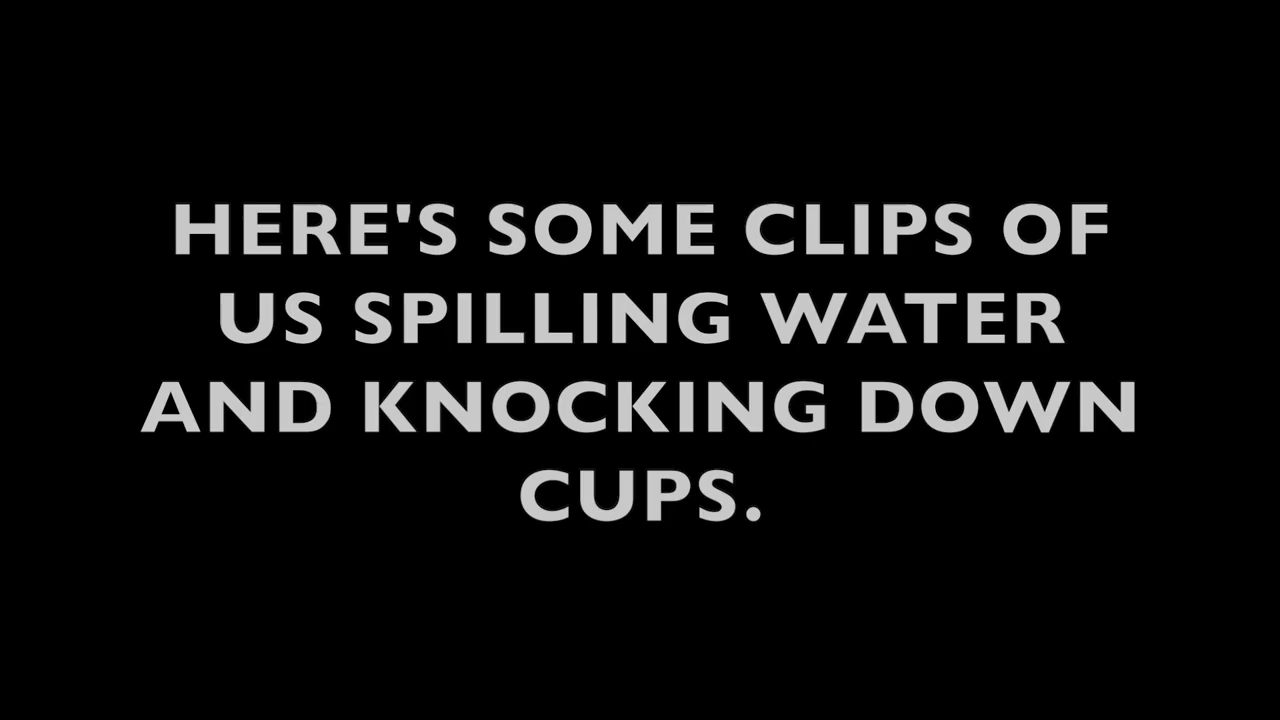 HERE'S SOME CLIPS OF
US SPILLING WATER
AND KNOCKING DOWN
CUPS.